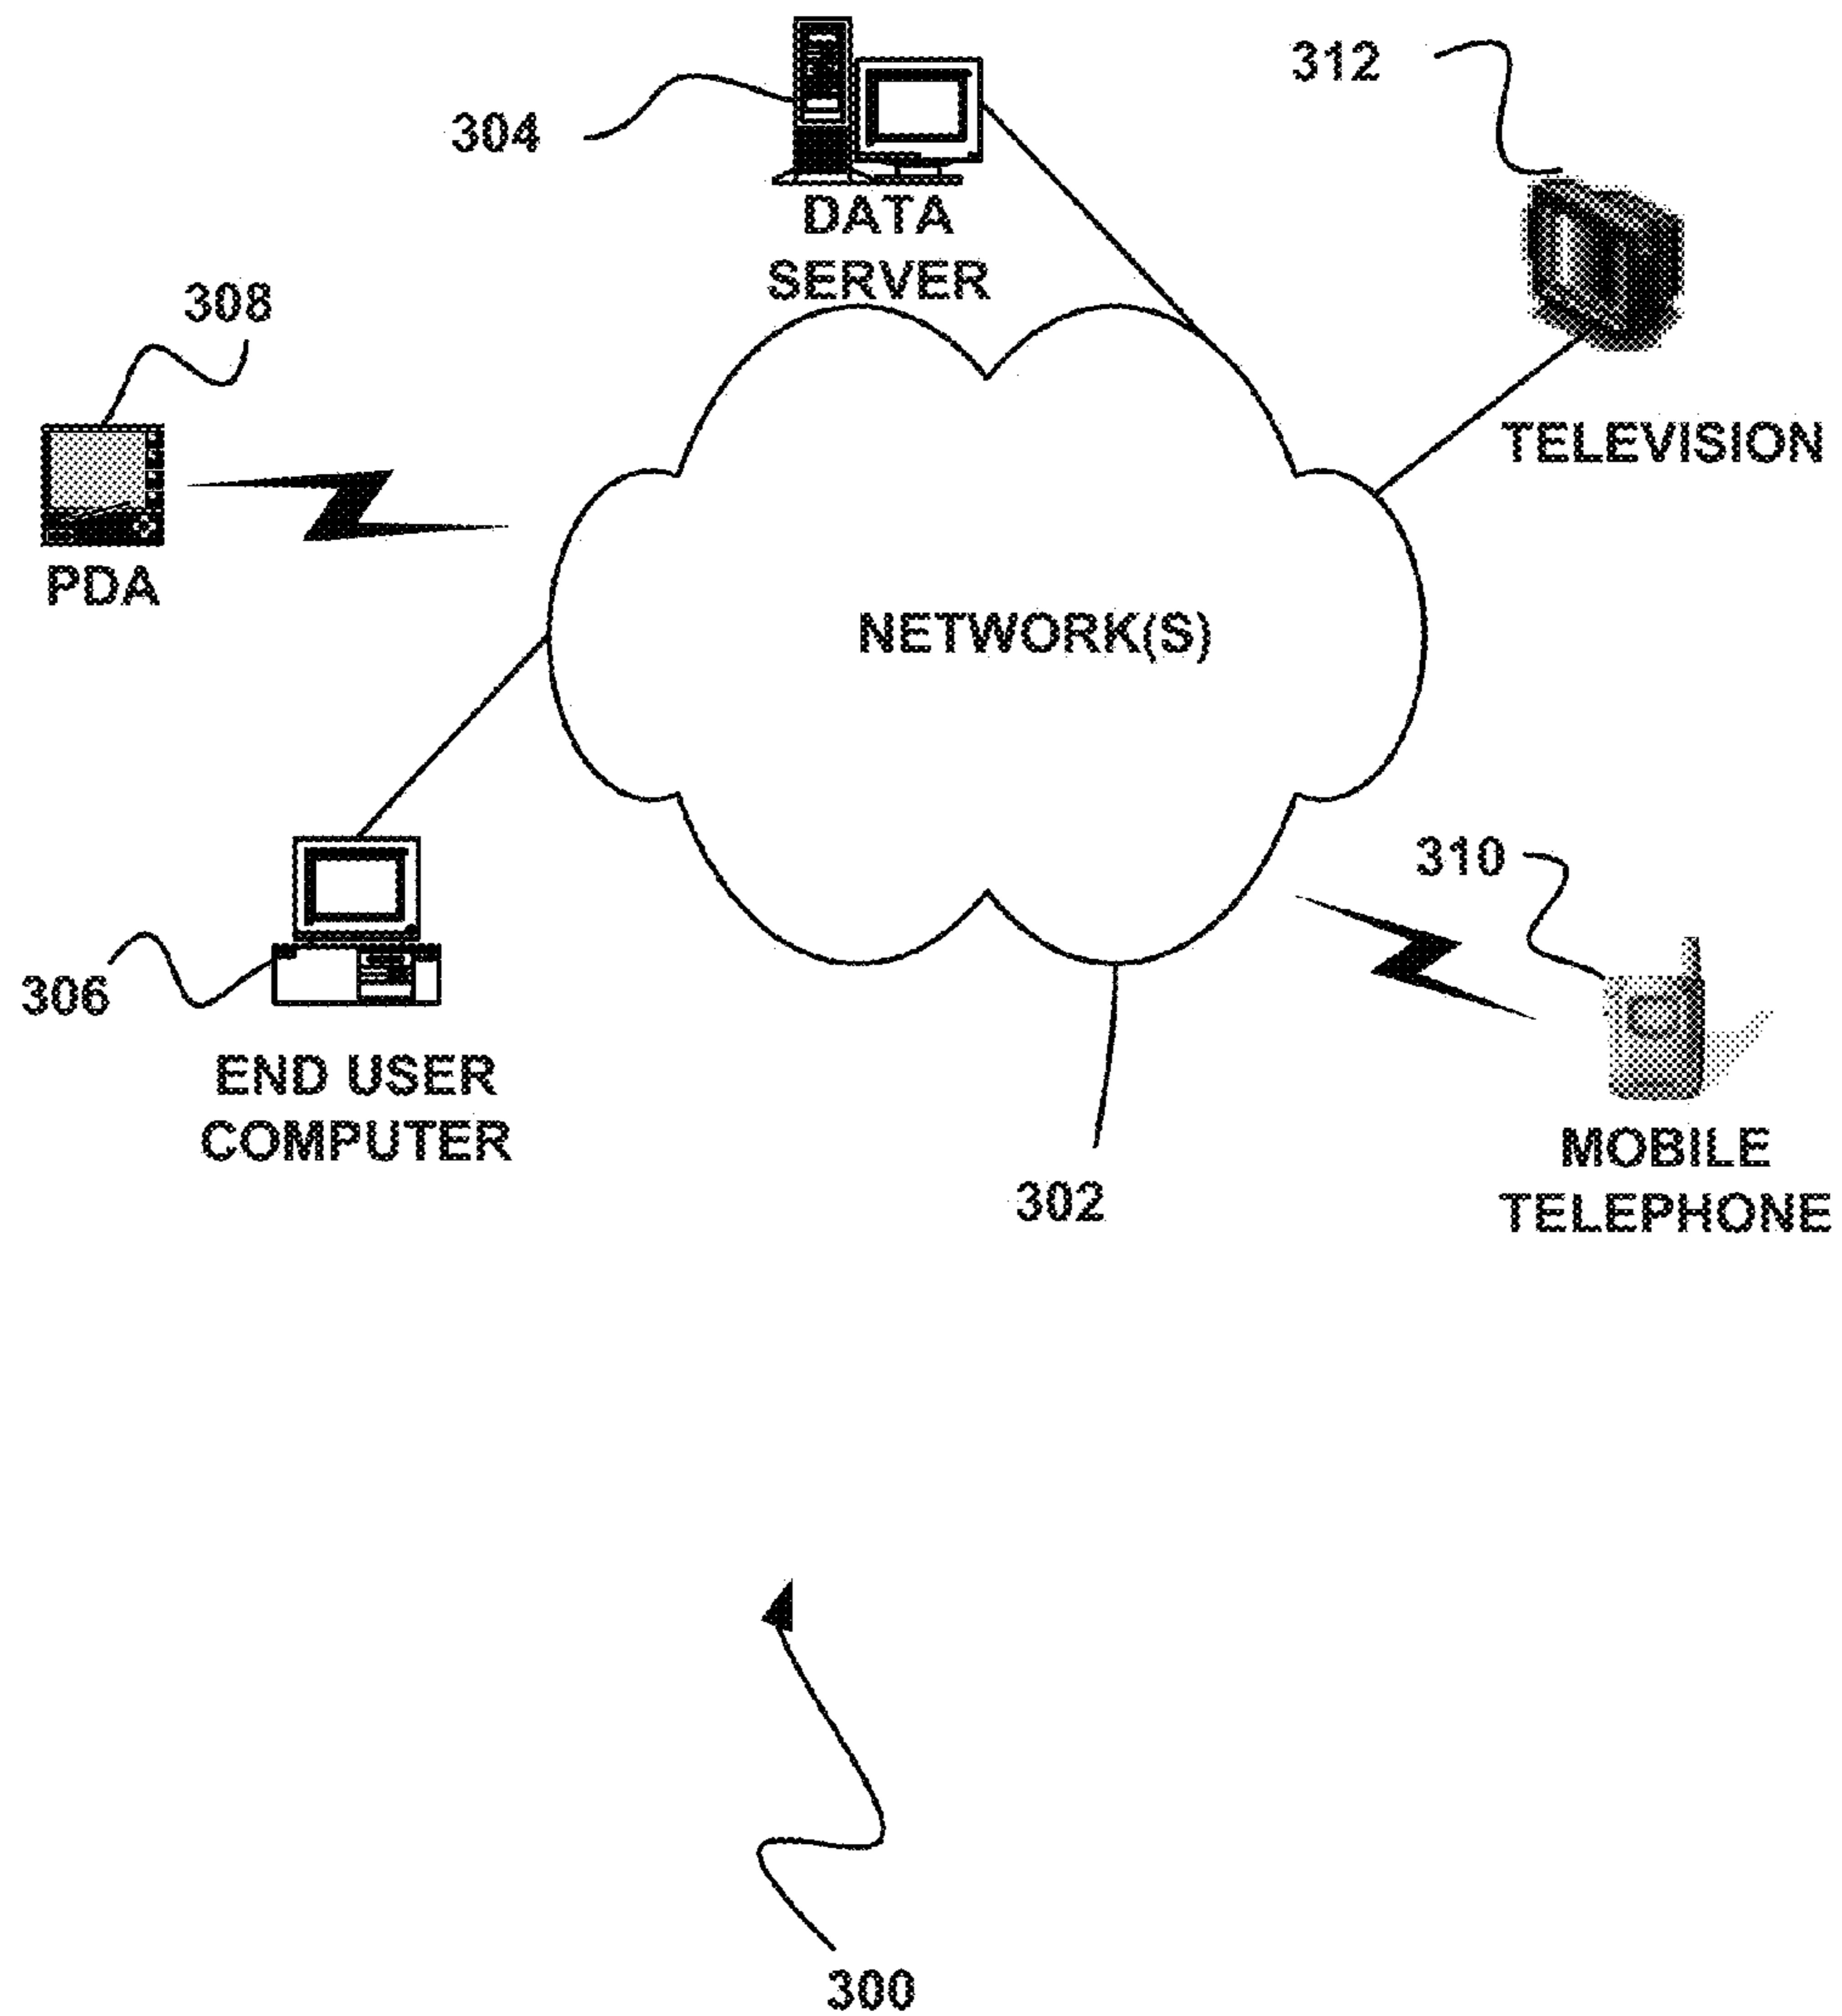 312
304
DATA
SERVER
308
TELEVISION
PDA
NETWORK(S)
310
306
END USER
COMPUTER
302
MOBILE
TELEPHONE
300